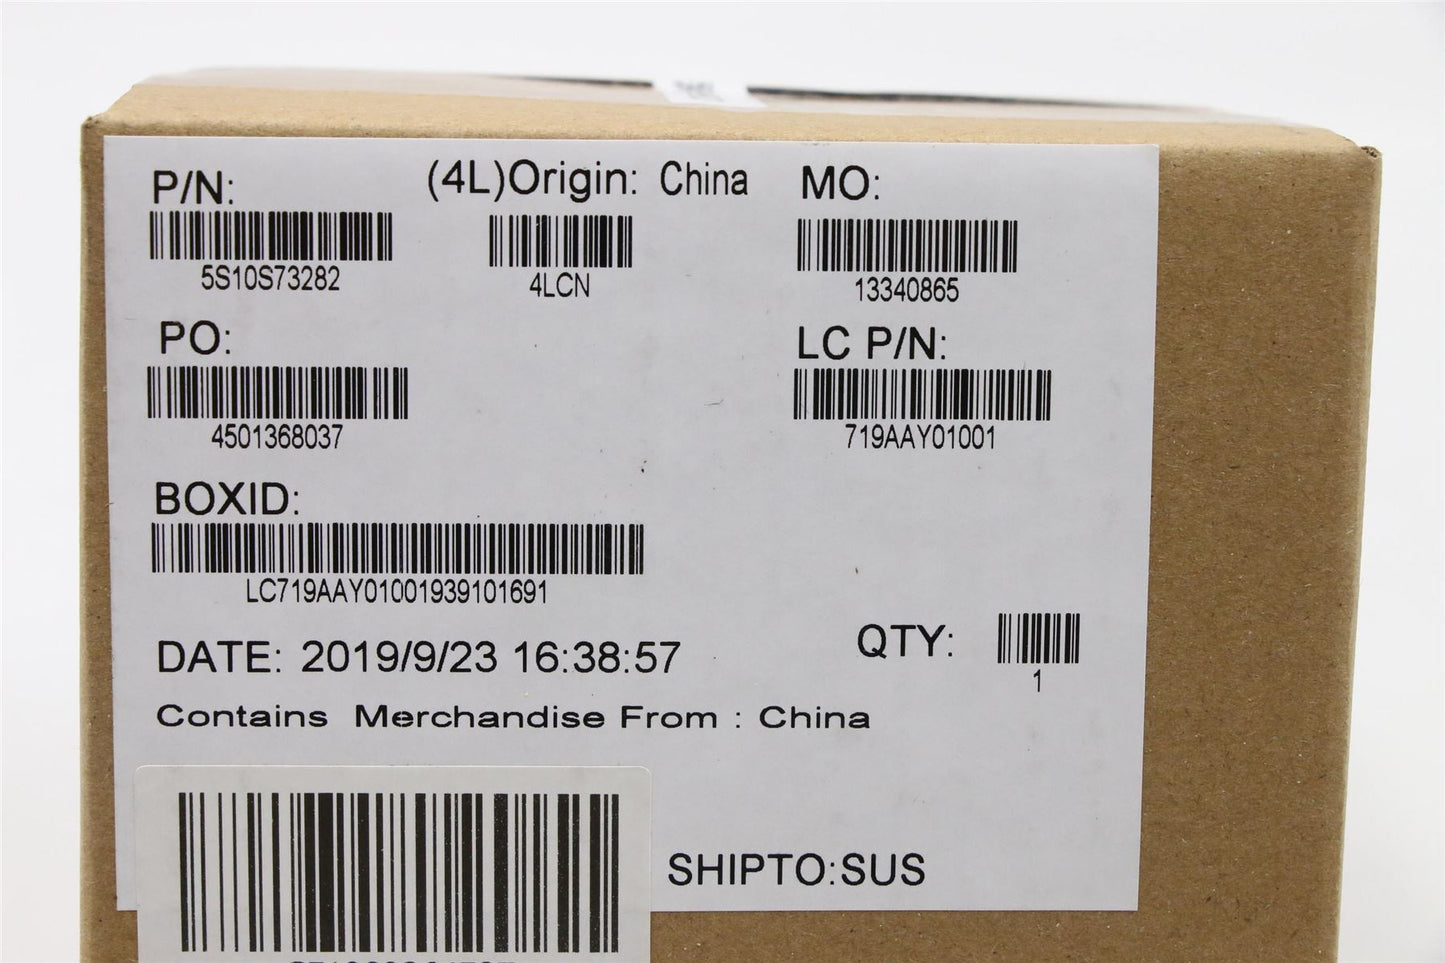 P/N:
5S10S73282
(4L)Origin: China
4LCN
MO:
13340865
PO:
4501368037
LC P/N:
719AAY01001
BOXID:
LC719AAY01001939101691
DATE: 2019/9/23 16:38:57
QTY:
1
Contains Merchandise From : China
SHIPTO:SUS